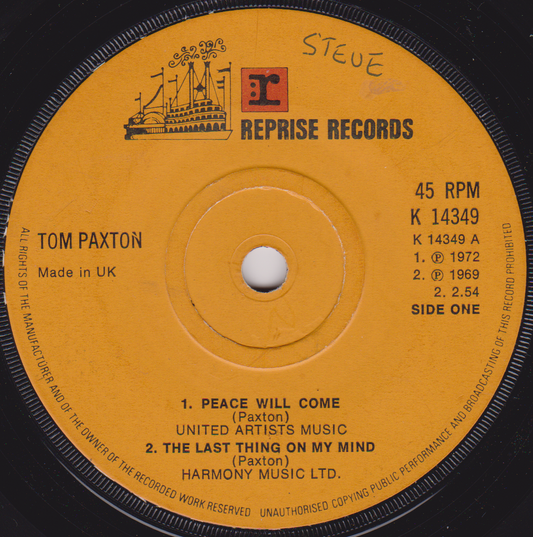 STEVE
r
REPRISE RECORDS
45 RPM
K 14349
K 14349 A
1. ℗ 1972
2. ℗ 1969
2. 2.54
SIDE ONE
TOM PAXTON
Made in UK
1. PEACE WILL COME
(Paxton)
UNITED ARTISTS MUSIC
2. THE LAST THING ON MY MIND
(Paxton)
HARMONY MUSIC LTD.
ALL RIGHTS OF THE MANUFACTURER AND OF THE OWNER OF THE RECORDED WORK RESERVED UNAUTHORISED COPYING PUBLIC PERFORMANCE AND BROADCASTING OF THIS RECORD PROHIBITED